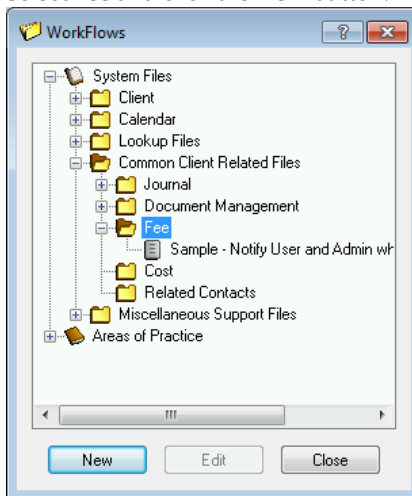 WorkFlows
System Files
Client
Calendar
Lookup Files
Common Client Related Files
Journal
Document Management
Fee
Sample - Notify User and Admin wh
Cost
Related Contacts
Miscellaneous Support Files
Areas of Practice
New Edit Close